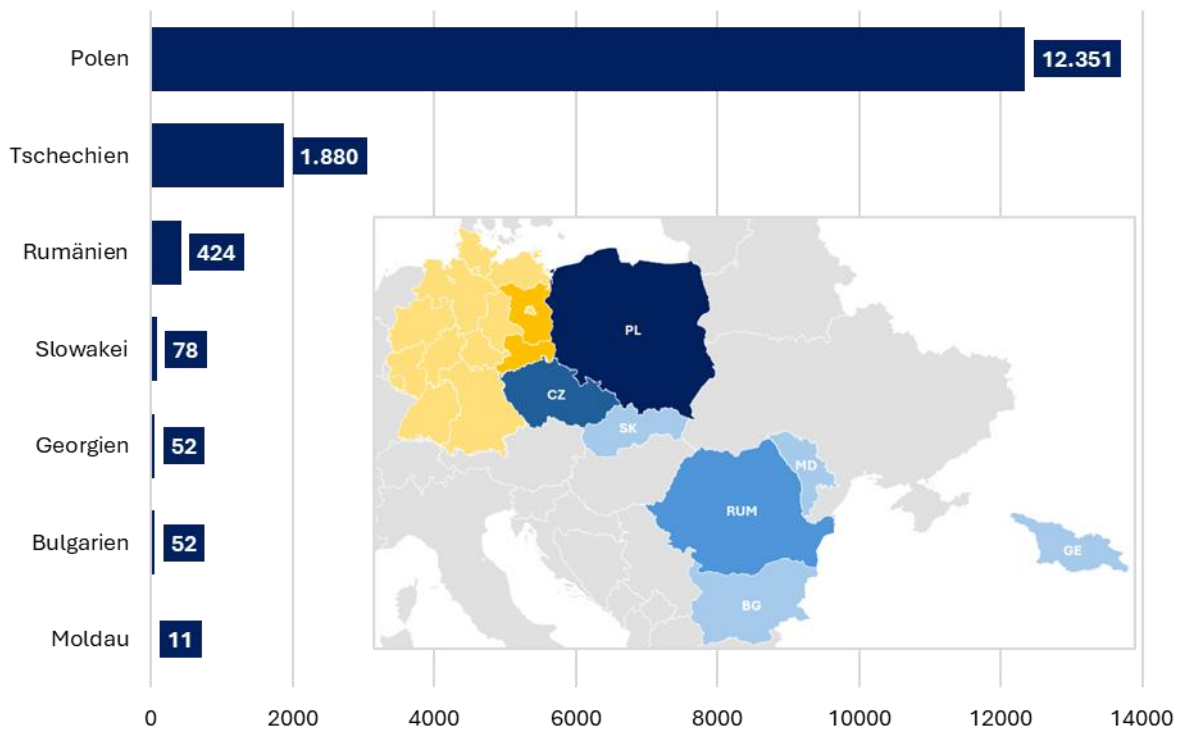 Polen
12.351
Tschechien
1.880
Rumänien
424
Slowakei
78
Georgien
52
Bulgarien
52
Moldau
11
PL
CZ
SK
MD
RUM
GE
BG
0 2000 4000 6000 8000 10000 12000 14000